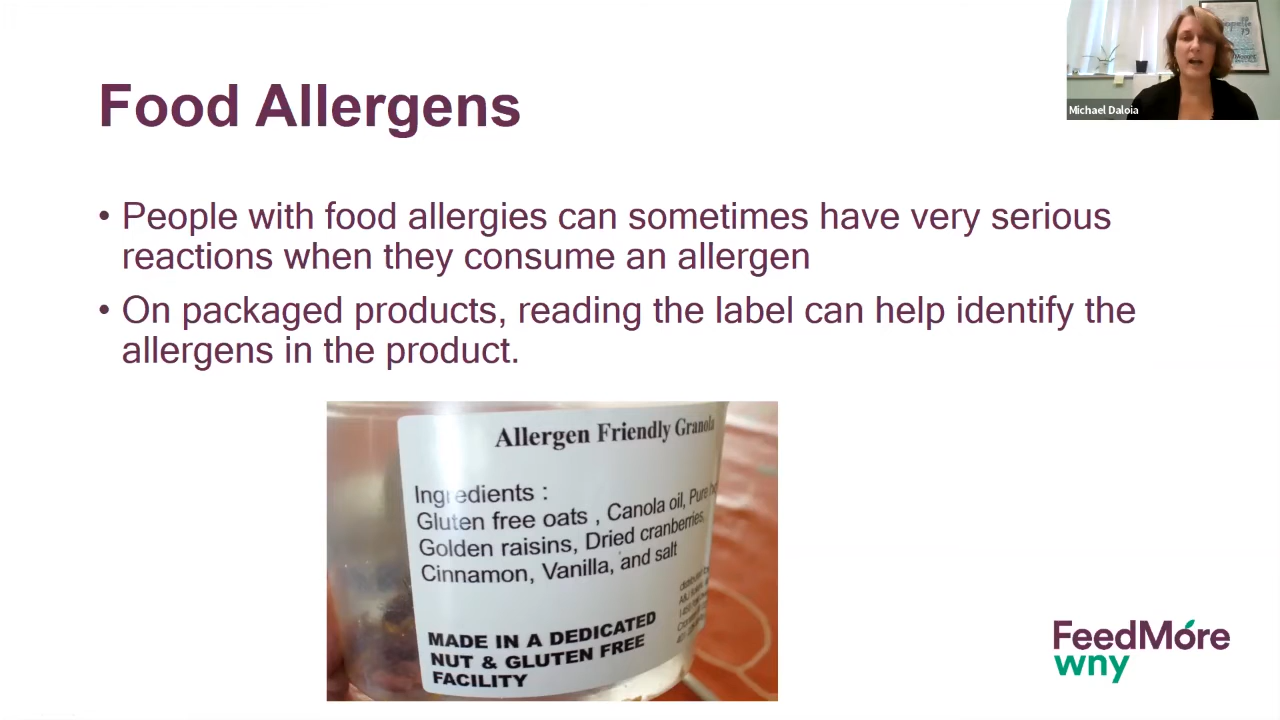 Food Allergens
• People with food allergies can sometimes have very serious
reactions when they consume an allergen
• On packaged products, reading the label can help identify the
allergens in the product.
Allergen Friendly Granola
Ingredients :
Gluten free oats , Canola oil, Pure
Golden raisins, Dried cranberries,
Cinnamon, Vanilla, and salt
MADE IN A DEDICATED
NUT & GLUTEN FREE
FACILITY
Michael Daloia
FeedMóre
wny